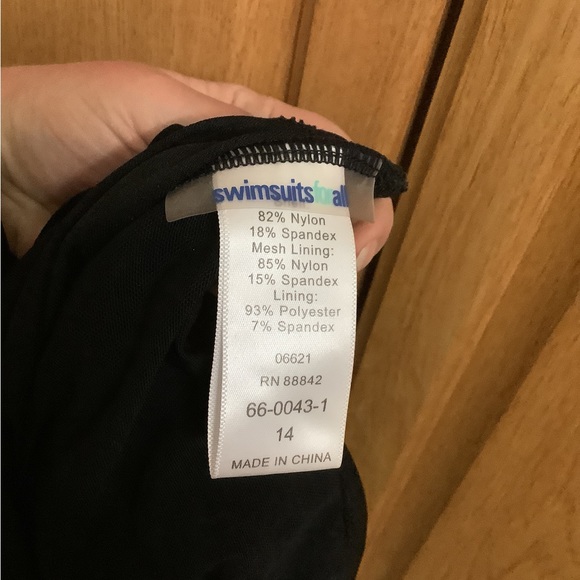 swimsuitsforall
82% Nylon
18% Spandex
Mesh Lining:
85% Nylon
15% Spandex
Lining:
93% Polyester
7% Spandex
06621
RN 88842
66-0043-1
14
MADE IN CHINA